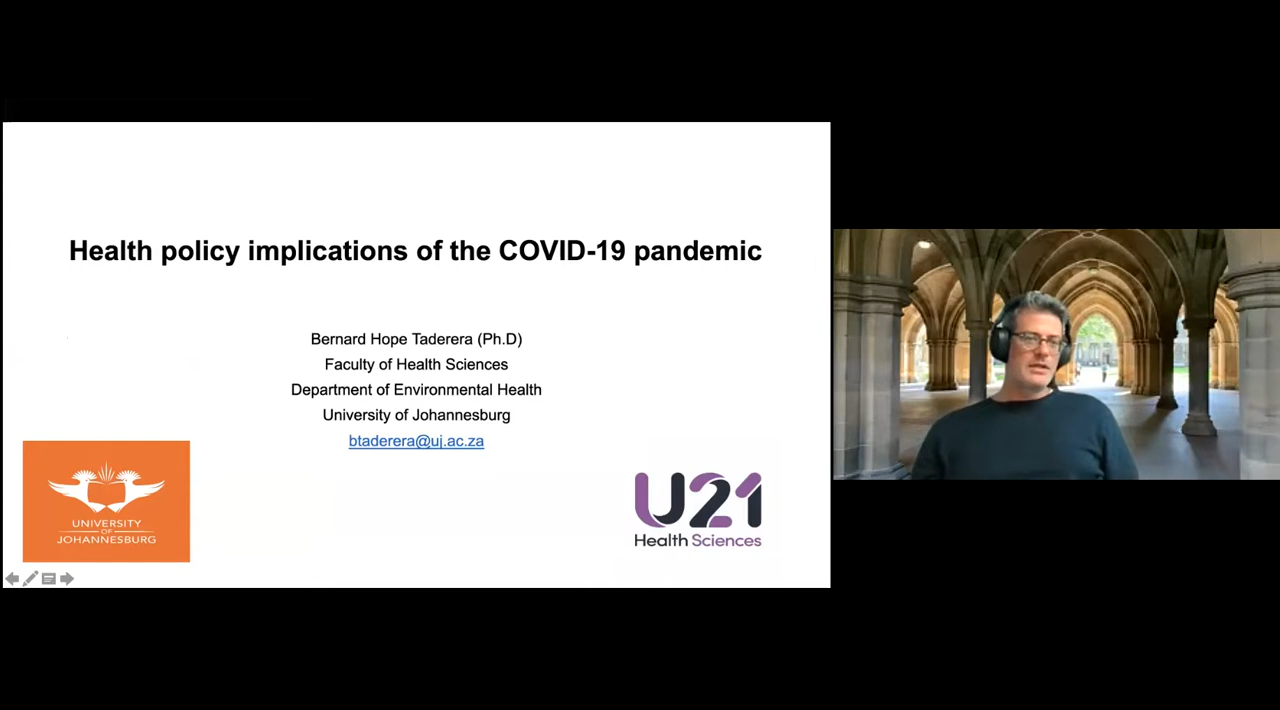 Health policy implications of the COVID-19 pandemic
Bernard Hope Taderera (Ph.D)
Faculty of Health Sciences
Department of Environmental Health
University of Johannesburg
btaderera@uj.ac.za
UNIVERSITY
OF
JOHANNESBURG
U21
Health Sciences